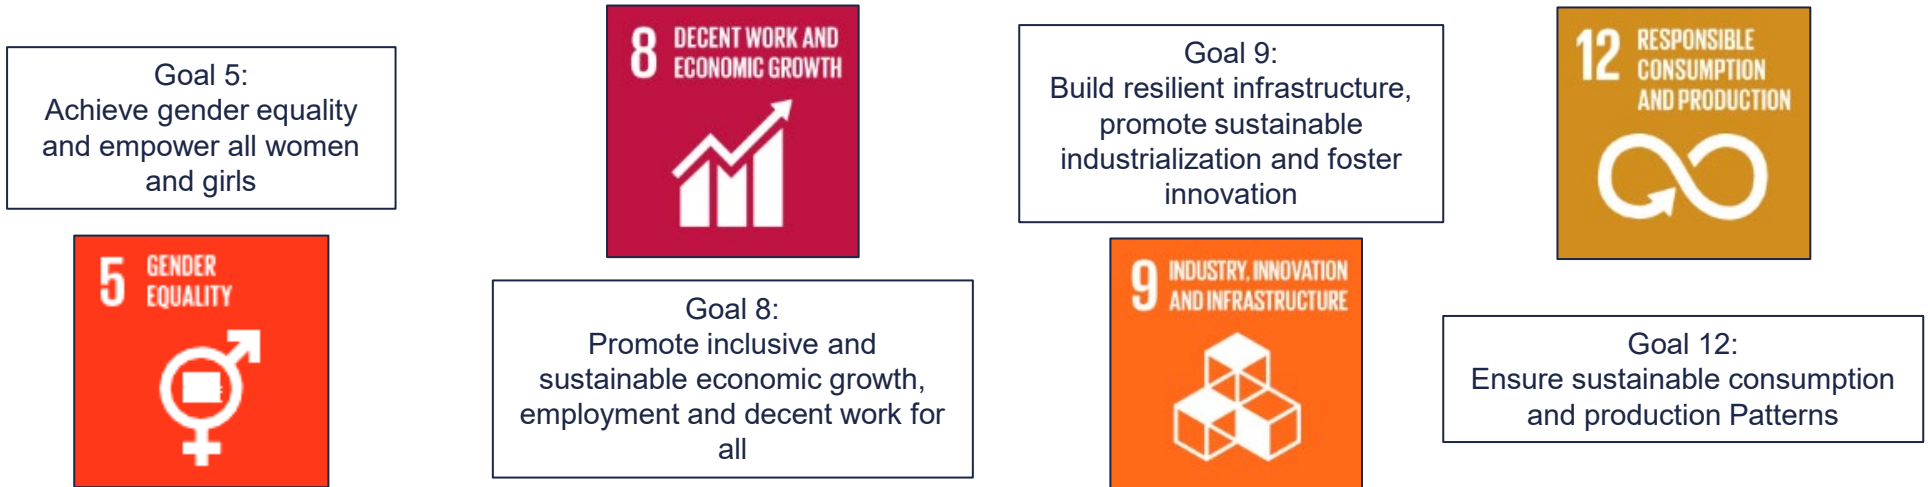 Goal 5:
Achieve gender equality
and empower all women
and girls
5 GENDER
EQUALITY
8 DECENT WORK AND
ECONOMIC GROWTH
Goal 8:
Promote inclusive and
sustainable economic growth,
employment and decent work for
all
Goal 9:
Build resilient infrastructure,
promote sustainable
industrialization and foster
innovation
9 INDUSTRY, INNOVATION
AND INFRASTRUCTURE
12 RESPONSIBLE
CONSUMPTION
AND PRODUCTION
Goal 12:
Ensure sustainable consumption
and production Patterns